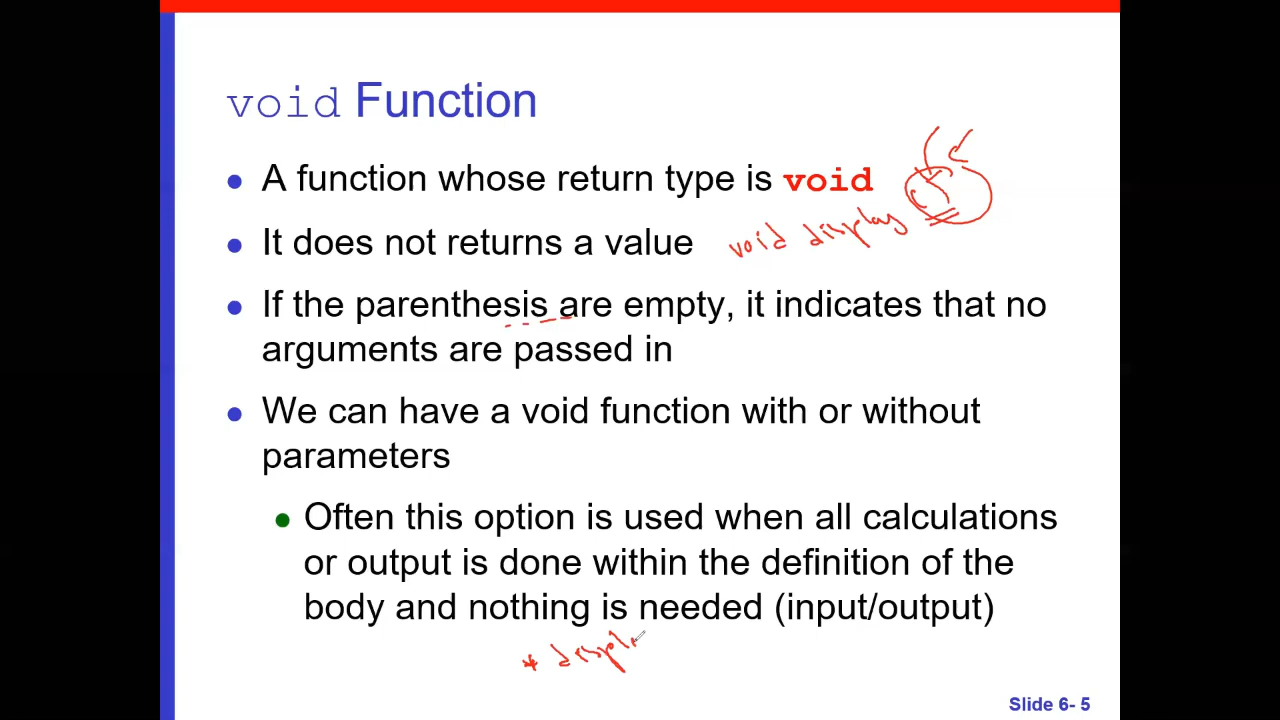 void Function
A function whose return type is void
void display
It does not returns a value
If the parenthesis are empty, it indicates that no
arguments are passed in
We can have a void function with or without
parameters
Often this option is used when all calculations
or output is done within the definition of the
body and nothing is needed (input/output)
* displ
Slide 6- 5